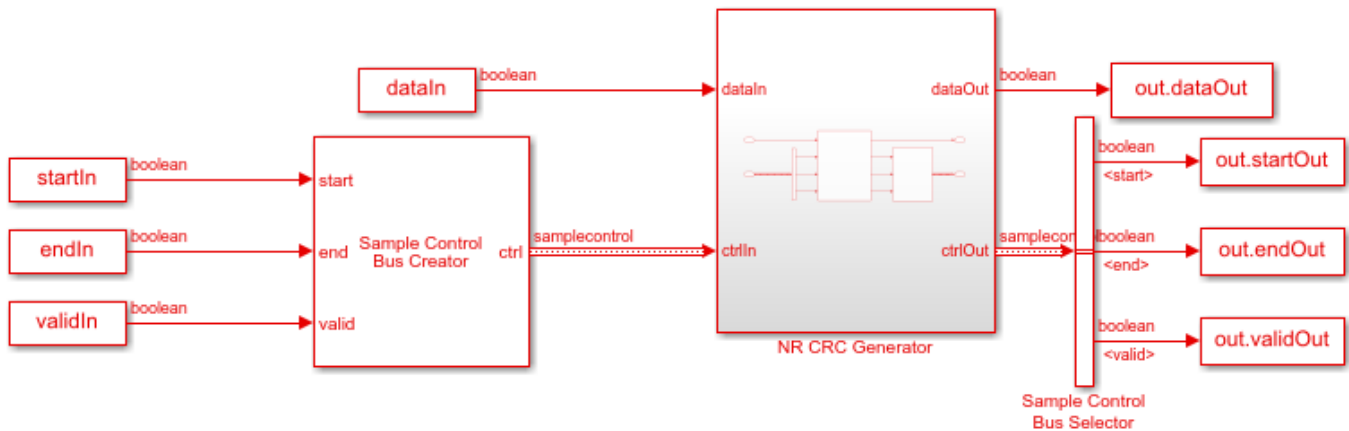 boolean
dataIn
dataIn
dataOut
boolean
out.dataOut
boolean
startIn
start
boolean
<start>
out.startOut
boolean
endIn
end
Sample Control
Bus Creator
ctrl
samplecontrol
ctrlIn
ctrlOut
samplecontrol
boolean
<end>
out.endOut
boolean
validIn
valid
NR CRC Generator
boolean
<valid>
out.validOut
Sample Control
Bus Selector